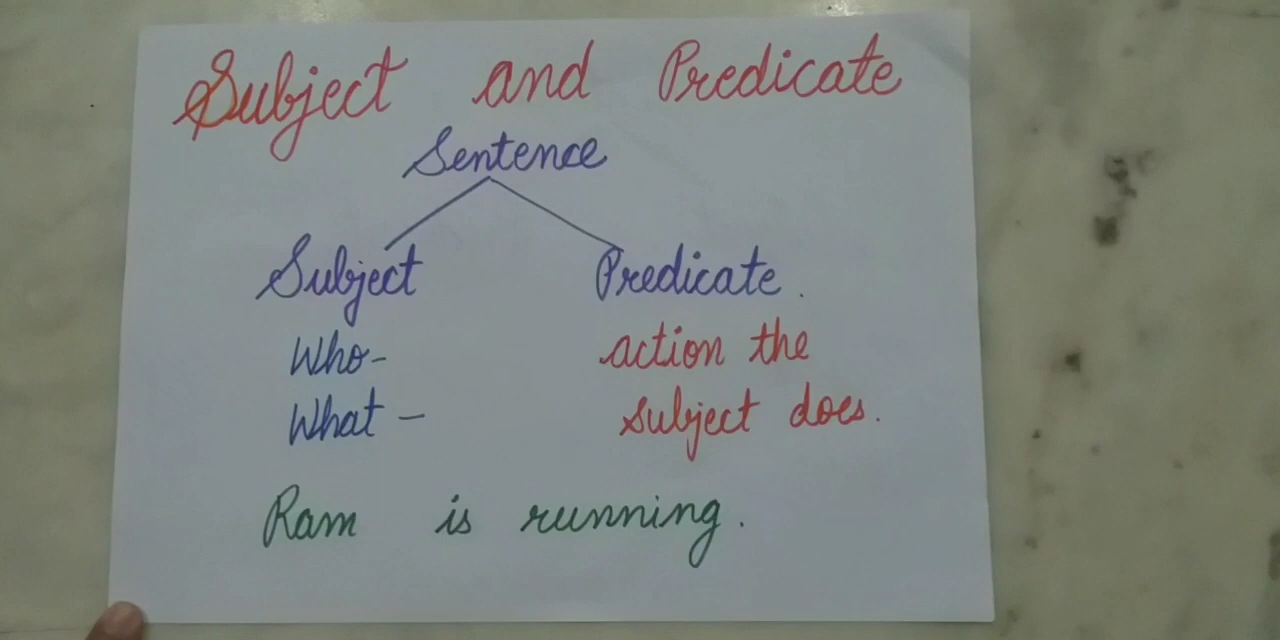 Subject and Predicate
Sentence
Subject Predicate.
Who- action the
What - subject does.
Ram is running.